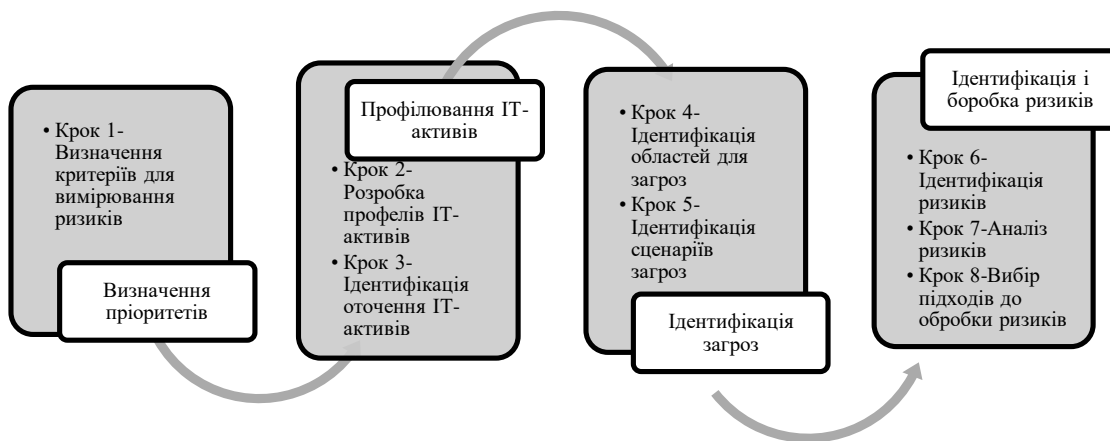 • Крок 1-
Визначення
критеріїв для
вимірювання
ризиків
Визначення
пріоритетів
Профілювання ІТ-
активів
• Крок 2-
Розробка
профелів ІТ-
активів
• Крок 3-
Ідентифікація
оточення ІТ-
активів
• Крок 4-
Ідентифікація
областей для
загроз
• Крок 5-
Ідентифікація
сценаріїв
загроз
Ідентифікація
загроз
Ідентифікація і
боробка ризиків
• Крок 6-
Ідентифікація
ризиків
• Крок 7-Аналіз
ризиків
• Крок 8-Вибір
підходів до
обробки ризиків